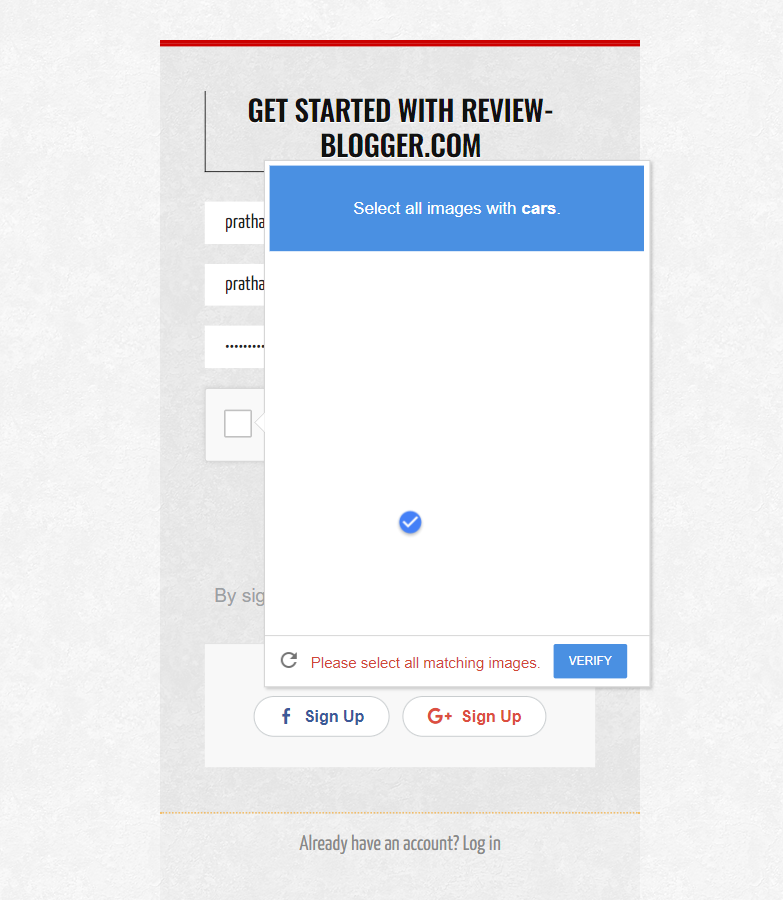 GET STARTED WITH REVIEW-
BLOGGER.COM
Select all images with cars.
pratha
pratha
By sig
Please select all matching images.
VERIFY
Sign Up
G+ Sign Up
Already have an account? Log in